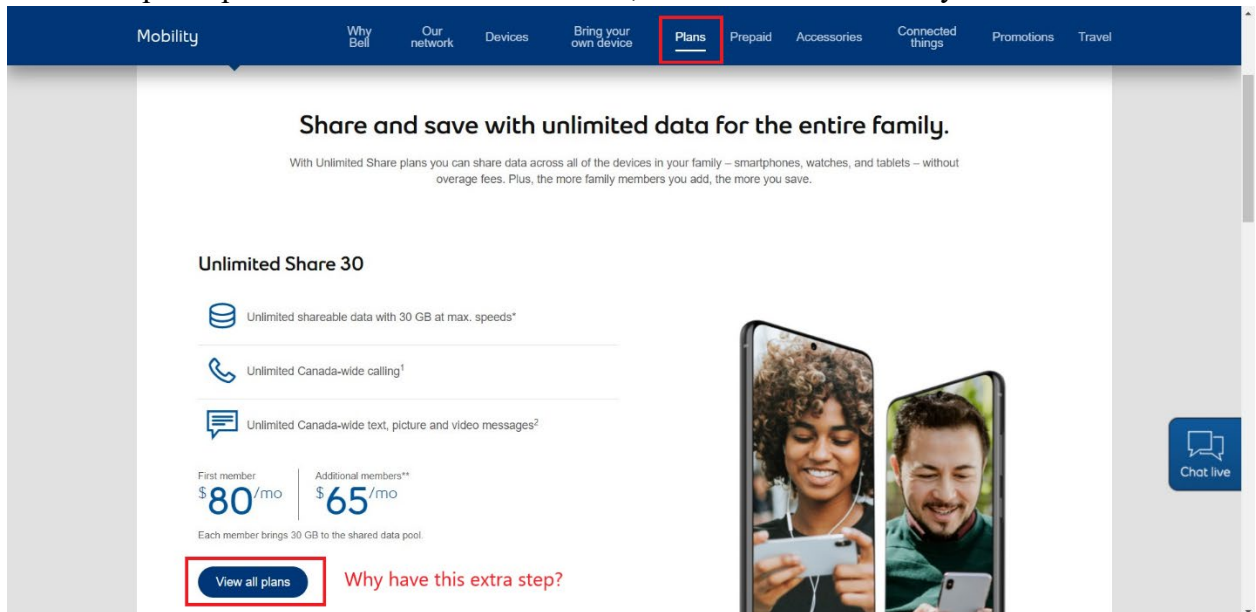 Mobility
Why Bell
Our network
Devices
Bring your own device
Plans
Prepaid
Accessories
Connected things
Promotions
Travel
Share and save with unlimited data for the entire family.
With Unlimited Share plans you can share data across all of the devices in your family – smartphones, watches, and tablets – without
overage fees. Plus, the more family members you add, the more you save.
Unlimited Share 30
Unlimited shareable data with 30 GB at max. speeds*
Unlimited Canada-wide calling1
Unlimited Canada-wide text, picture and video messages2
First member
$80/mo
Additional members**
$65/mo
Each member brings 30 GB to the shared data pool.
View all plans
Why have this extra step?
Chat live